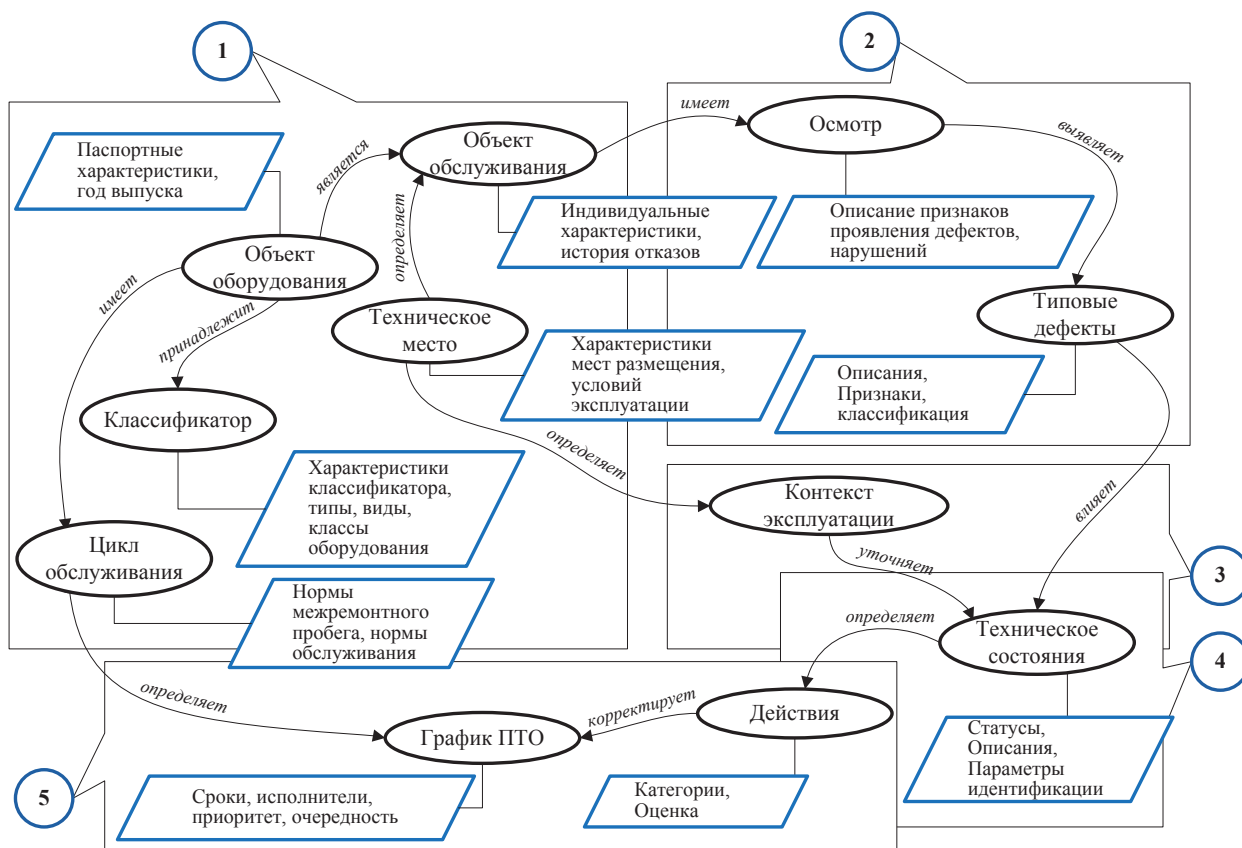 1
2
имеет
Осмотр
выявляет
Объект
обслуживания
Паспортные
характеристики,
год выпуска
является
определяет
Индивидуальные
характеристики,
история отказов
Описание признаков
проявления дефектов,
нарушений
Объект
оборудования
имеет
принадлежит
Техническое
место
Типовые
дефекты
Характеристики
мест размещения,
условий
эксплуатации
Описания,
Признаки,
классификация
Классификатор
определяет
Характеристики
классификатора,
типы, виды,
классы
оборудования
Контекст
эксплуатации
влияет
уточняет
3
Цикл
обслуживания
Нормы
межремонтного
пробега, нормы
обслуживания
определяет
Техническое
состояния
4
определяет
корректирует
Действия
График ПТО
Статусы,
Описания,
Параметры
идентификации
5
Сроки, исполнители,
приоритет, очередность
Категории,
Оценка